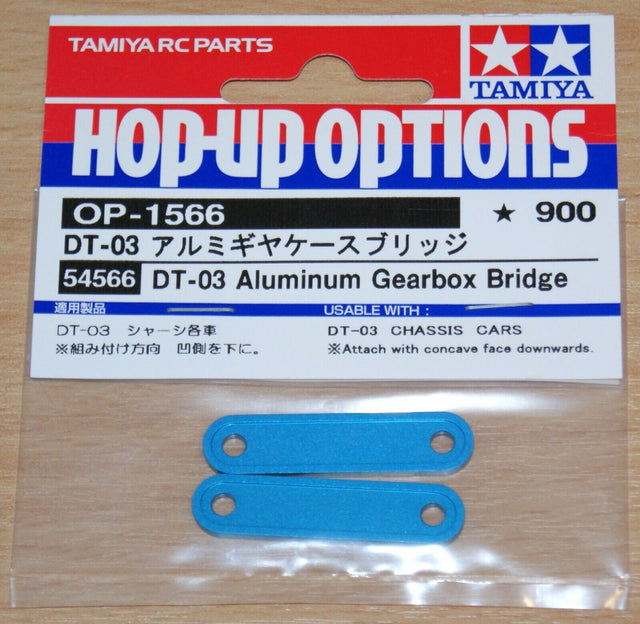 TAMIYA RC PARTS
TAMIYA
HOP-UP OPTIONS
OP-1566
★ 900
DT-03 アルミギヤケースブリッジ
54566 DT-03 Aluminum Gearbox Bridge
適用製品
USABLE WITH :
DT-03 シャーシ各車
DT-03 CHASSIS CARS
※組み付け方向 凹側を下に。
※Attach with concave face downwards.